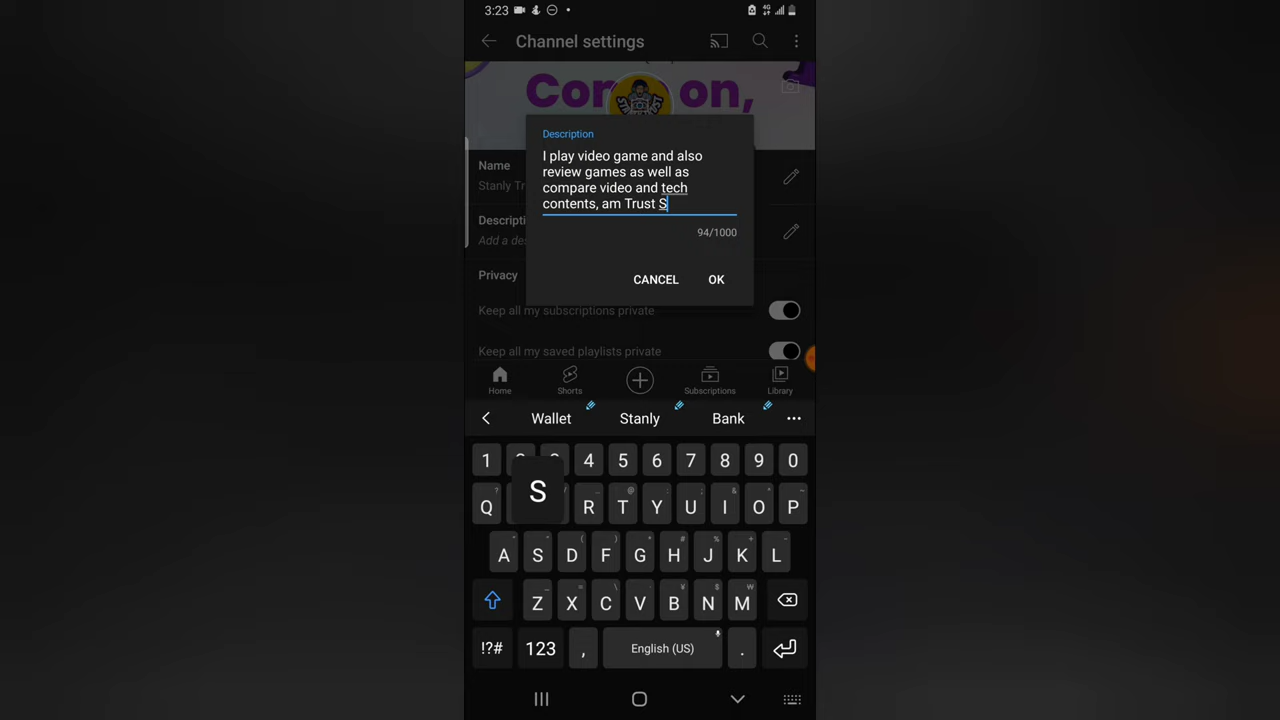 3:23
4G
Channel settings
Com on,
Description
I play video game and also
review games as well as
compare video and tech
contents, am Trust S
94/1000
CANCEL OK
Name
Stanly Tr
Descripti
Add a de
Privacy
Keep all my subscriptions private
Keep all my saved playlists private
Home Shorts Subscriptions Library
Wallet Stanly Bank
1 4 5 6 7 8 9 0
S
Q R T Y U I O P
A S D F G H J K L
Z X C V B N M
!?# 123 , English (US) .